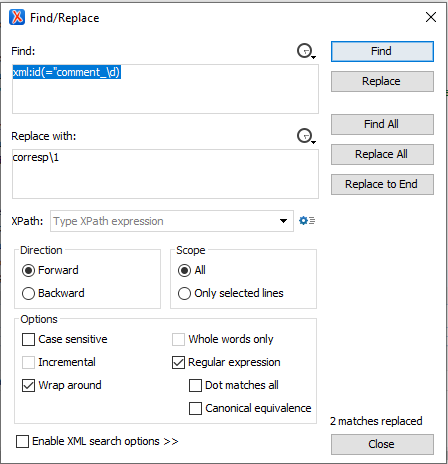 Find/Replace
Find:
xml:id(="comment_\d)
Find
Replace
Replace with:
corresp\1
Find All
Replace All
Replace to End
XPath: Type XPath expression
Direction
Forward
Backward
Scope
All
Only selected lines
Options
Case sensitive
Whole words only
Incremental
Regular expression
Wrap around
Dot matches all
Canonical equivalence
2 matches replaced
Enable XML search options >>
Close